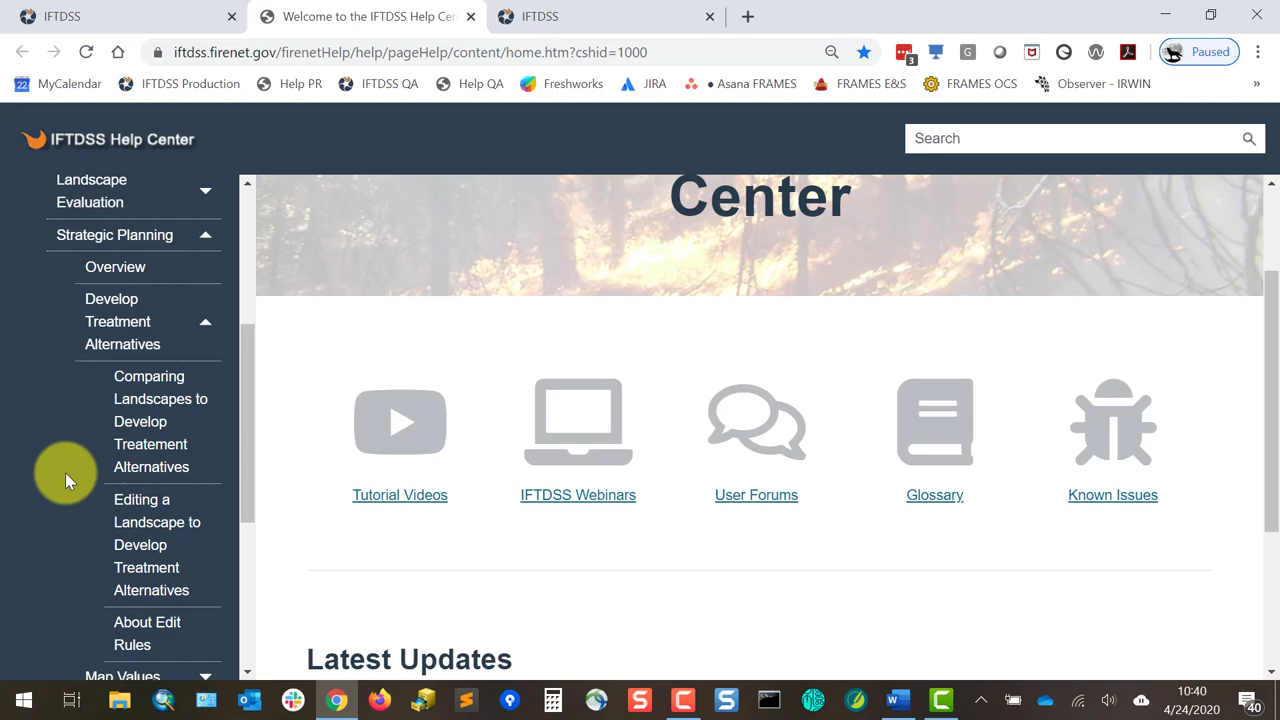 IFTDSS
Welcome to the IFTDSS Help Cen
IFTDSS
iftdss.firenet.gov/firenetHelp/help/pageHelp/content/home.htm?cshid=1000
3
Paused
22 MyCalendar
IFTDSS Production
Help PR
IFTDSS QA
Help QA
Freshworks
JIRA
• Asana FRAMES
FRAMES E&S
FRAMES OCS
Observer - IRWIN
»
IFTDSS Help Center
Search
Landscape
Evaluation
Strategic Planning
Overview
Develop
Treatment
Alternatives
Comparing
Landscapes to
Develop
Treatement
Alternatives
Editing a
Landscape to
Develop
Treatment
Alternatives
About Edit
Rules
Map Values
Center
Tutorial Videos
IFTDSS Webinars
User Forums
Glossary
Known Issues
Latest Updates
10:40
4/24/2020
40